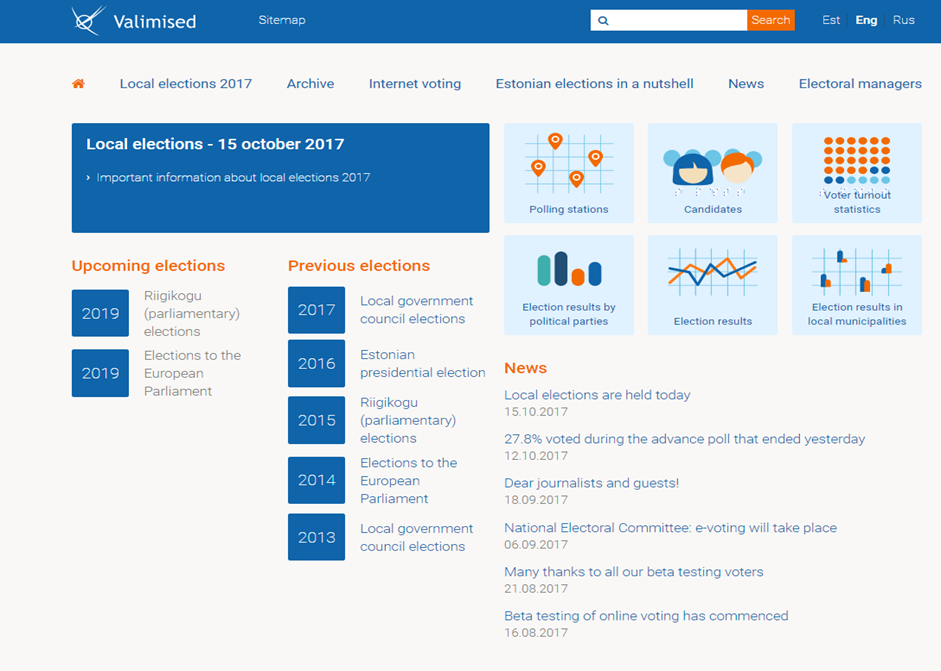 Valimised
Sitemap
Search
Est
Eng
Rus
Local elections 2017
Archive
Internet voting
Estonian elections in a nutshell
News
Electoral managers
Local elections - 15 october 2017
› Important information about local elections 2017
Polling stations
Candidates
Voter turnout
statistics
Election results by
political parties
Election results
Election results in
local municipalities
Upcoming elections
2019
Riigikogu
(parliamentary)
elections
2019
Elections to the
European
Parliament
Previous elections
2017
Local government
council elections
2016
Estonian
presidential election
2015
Riigikogu
(parliamentary)
elections
2014
Elections to the
European
Parliament
2013
Local government
council elections
News
Local elections are held today
15.10.2017
27.8% voted during the advance poll that ended yesterday
12.10.2017
Dear journalists and guests!
18.09.2017
National Electoral Committee: e-voting will take place
06.09.2017
Many thanks to all our beta testing voters
21.08.2017
Beta testing of online voting has commenced
16.08.2017